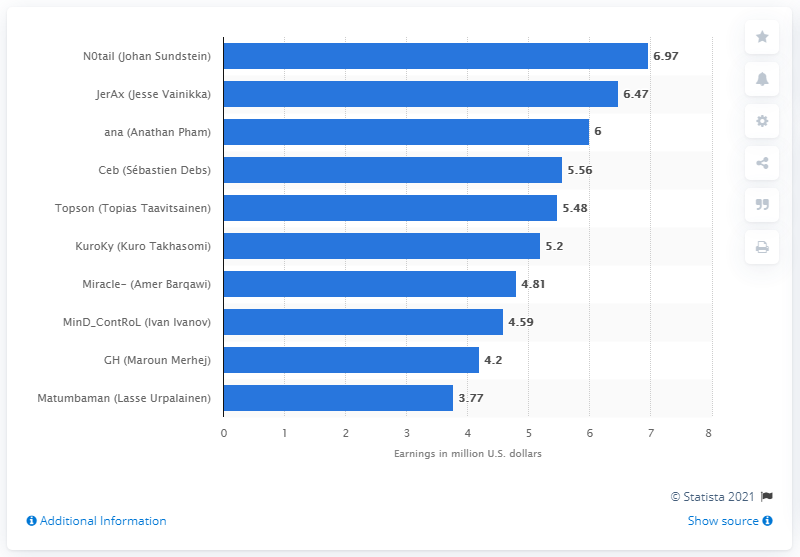 N0tail (Johan Sundstein) 6.97
JerAx (Jesse Vainikka) 6.47
ana (Anathan Pham) 6
Ceb (Sébastien Debs) 5.56
Topson (Topias Taavitsainen) 5.48
KuroKy (Kuro Takhasomi) 5.2
Miracle- (Amer Barqawi) 4.81
MinD_ContRoL (Ivan Ivanov) 4.59
GH (Maroun Merhej) 4.2
Matumbaman (Lasse Urpalainen) 3.77
0 1 2 3 4 5 6 7 8
Earnings in million U.S. dollars
© Statista 2021
Additional Information Show source